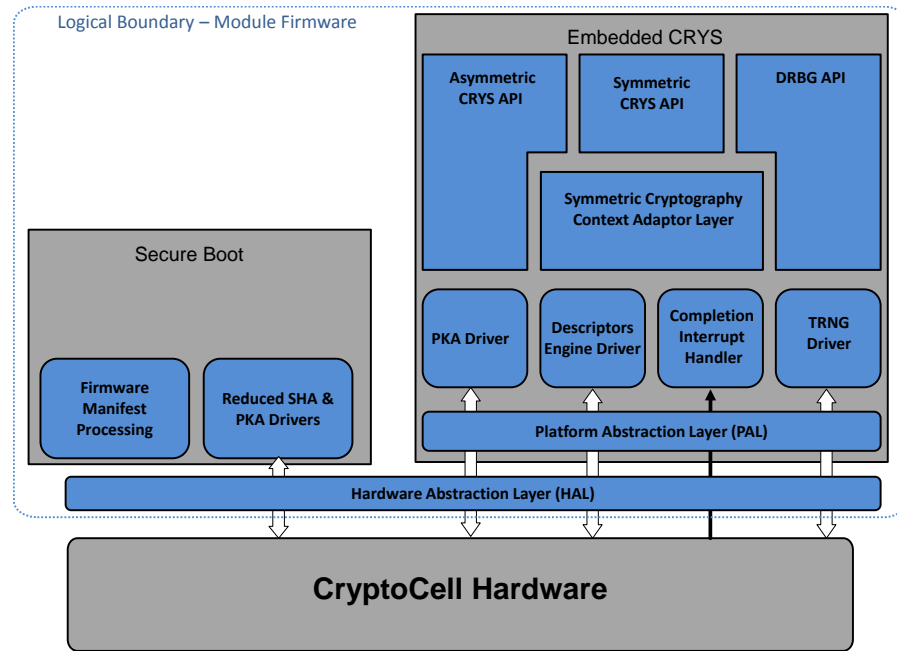 Logical Boundary – Module Firmware
Embedded CRYS
Asymmetric
CRYS API
Symmetric
CRYS API
DRBG API
Symmetric Cryptography
Context Adaptor Layer
Secure Boot
PKA Driver
Descriptors
Engine Driver
Completion
Interrupt
Handler
TRNG
Driver
Firmware
Manifest
Processing
Reduced SHA &
PKA Drivers
Platform Abstraction Layer (PAL)
Hardware Abstraction Layer (HAL)
CryptoCell Hardware